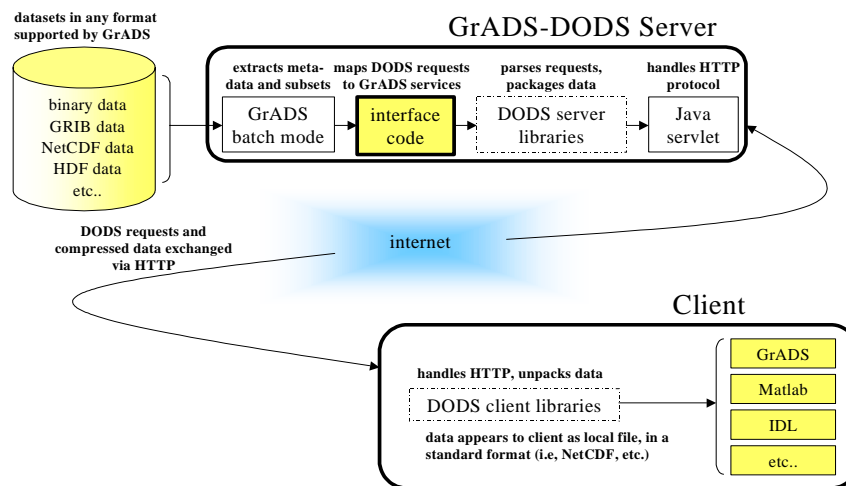 datasets in any format
supported by GrADS
GrADS-DODS Server
extracts meta-
data and subsets
maps DODS requests
to GrADS services
parses requests,
packages data
handles HTTP
protocol
binary data
GRIB data
NetCDF data
HDF data
etc..
GrADS
batch mode
interface
code
DODS server
libraries
Java
servlet
DODS requests and
compressed data exchanged
via HTTP
internet
Client
handles HTTP, unpacks data
DODS client libraries
data appears to client as local file, in a
standard format (i.e, NetCDF, etc.)
GrADS
Matlab
IDL
etc..